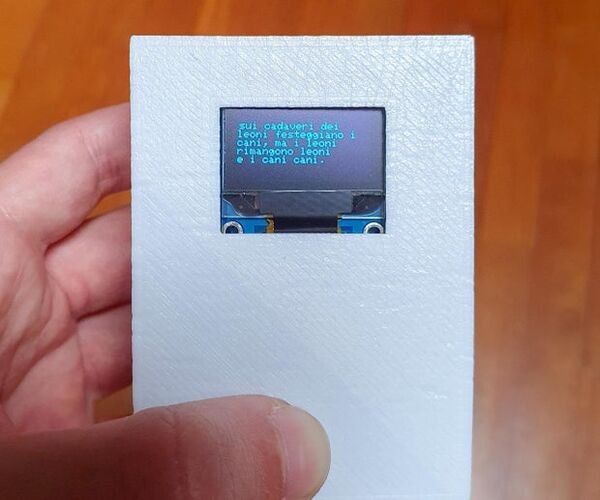 sui cadaveri dei
leoni festeggiano i
cani, ma i leoni
rimangono leoni
e i cani cani.